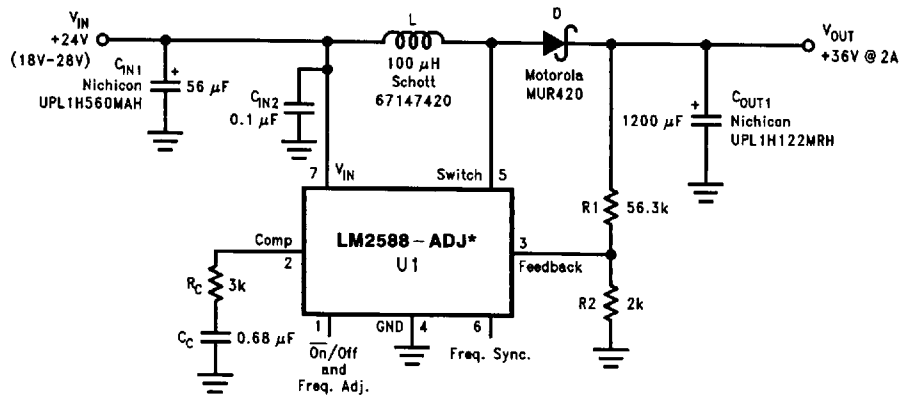 V_IN
+24V
(18V–28V)
C_IN1
Nichicon
UPL1H560MAH
+
56 μF
C_IN2
0.1 μF
L
100 μH
Schott
67147420
D
Motorola
MUR420
V_OUT
+36V @ 2A
1200 μF
+
C_OUT1
Nichicon
UPL1H122MRH
7
V_IN
Switch
5
R1
56.3k
Comp
2
LM2588–ADJ*
U1
3
Feedback
R_C
3k
R2
2k
C_C
0.68 μF
1
GND
4
6
O̅n̅/Off
and
Freq. Adj.
Freq. Sync.